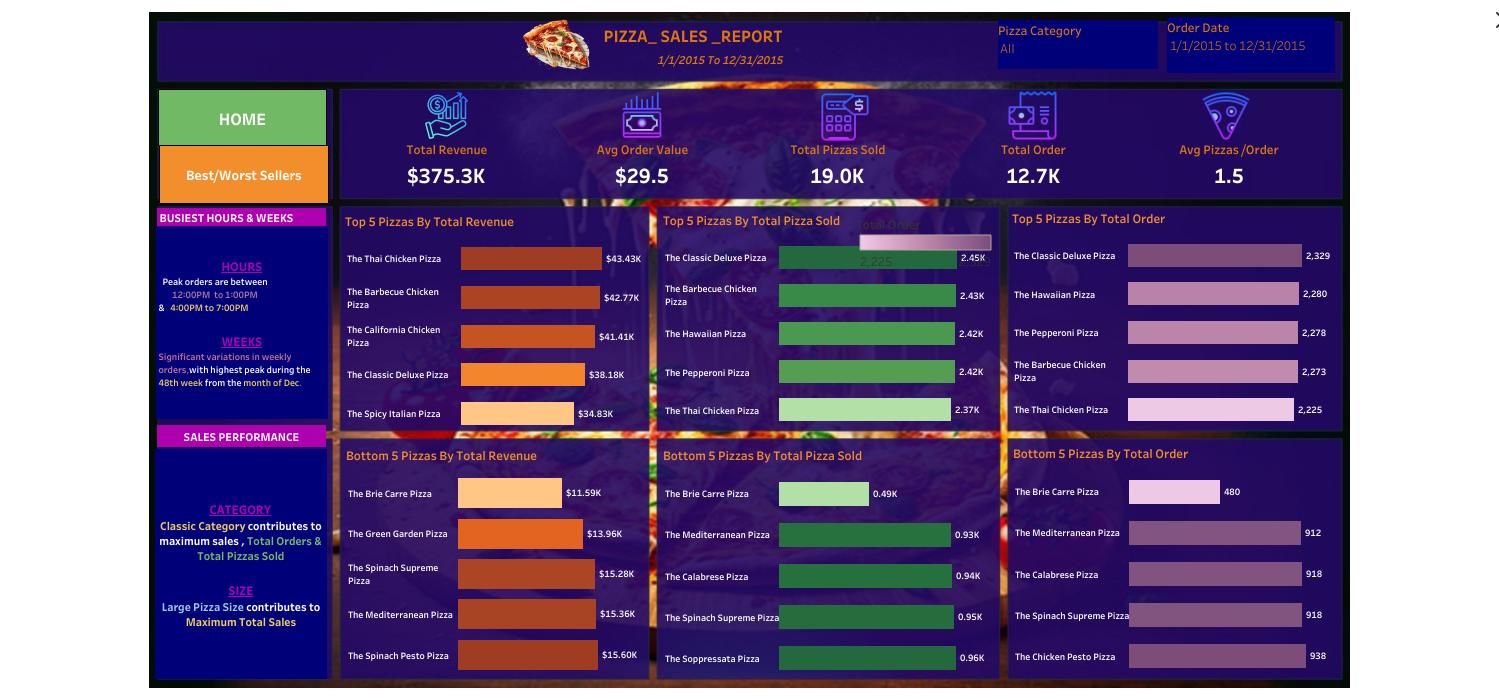 PIZZA_ SALES _REPORT
1/1/2015 To 12/31/2015
Pizza Category
All
Order Date
1/1/2015 to 12/31/2015
HOME
Best/Worst Sellers
Total Revenue
$375.3K
Avg Order Value
$29.5
Total Pizzas Sold
19.0K
Total Order
12.7K
Avg Pizzas /Order
1.5
BUSIEST HOURS & WEEKS
HOURS
Peak orders are between
12:00PM to 1:00PM
& 4:00PM to 7:00PM
WEEKS
Significant variations in weekly
orders,with highest peak during the
48th week from the month of Dec.
SALES PERFORMANCE
CATEGORY
Classic Category contributes to
maximum sales , Total Orders &
Total Pizzas Sold
SIZE
Large Pizza Size contributes to
Maximum Total Sales
Top 5 Pizzas By Total Revenue
The Thai Chicken Pizza $43.43K
The Barbecue Chicken
Pizza $42.77K
The California Chicken
Pizza $41.41K
The Classic Deluxe Pizza $38.18K
The Spicy Italian Pizza $34.83K
Top 5 Pizzas By Total Pizza Sold
The Classic Deluxe Pizza 2.45K
Total Order
2,225
The Barbecue Chicken
Pizza 2.43K
The Hawaiian Pizza 2.42K
The Pepperoni Pizza 2.42K
The Thai Chicken Pizza 2.37K
Top 5 Pizzas By Total Order
The Classic Deluxe Pizza 2,329
The Hawaiian Pizza 2,280
The Pepperoni Pizza 2,278
The Barbecue Chicken
Pizza 2,273
The Thai Chicken Pizza 2,225
Bottom 5 Pizzas By Total Revenue
The Brie Carre Pizza $11.59K
The Green Garden Pizza $13.96K
The Spinach Supreme
Pizza $15.28K
The Mediterranean Pizza $15.36K
The Spinach Pesto Pizza $15.60K
Bottom 5 Pizzas By Total Pizza Sold
The Brie Carre Pizza 0.49K
The Mediterranean Pizza 0.93K
The Calabrese Pizza 0.94K
The Spinach Supreme Pizza 0.95K
The Soppressata Pizza 0.96K
Bottom 5 Pizzas By Total Order
The Brie Carre Pizza 480
The Mediterranean Pizza 912
The Calabrese Pizza 918
The Spinach Supreme Pizza 918
The Chicken Pesto Pizza 938